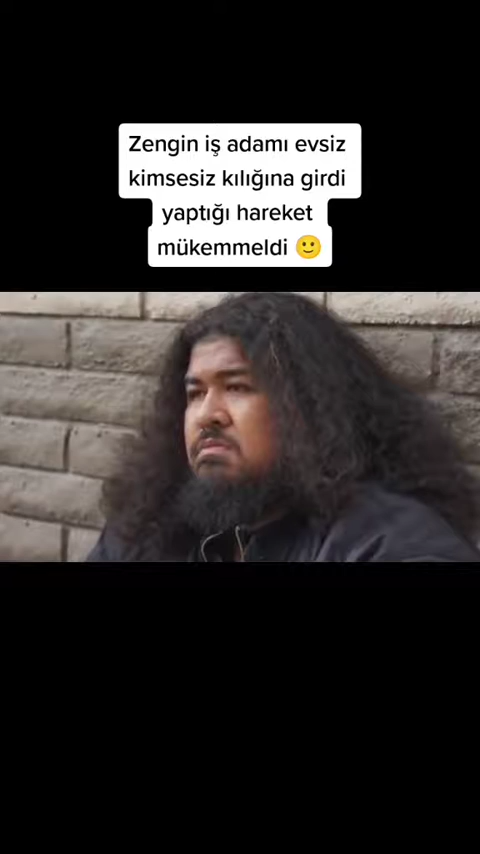 Zengin iş adamı evsiz
kimsesiz kılığına girdi
yaptığı hareket
mükemmeldi 🙂